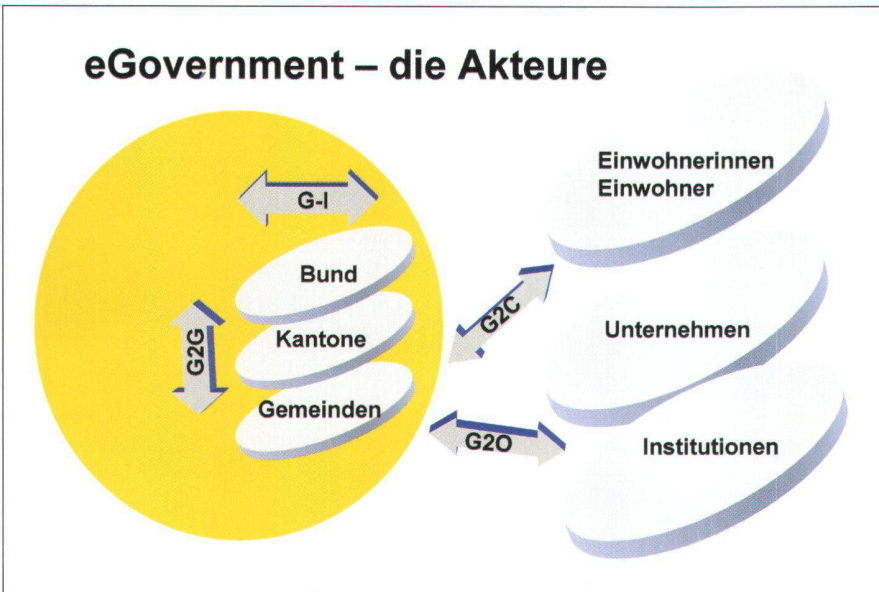 eGovernment – die Akteure
Einwohnerinnen
Einwohner
G-I
Bund
G2C
Unternehmen
Kantone
G2G
Gemeinden
G2O
Institutionen